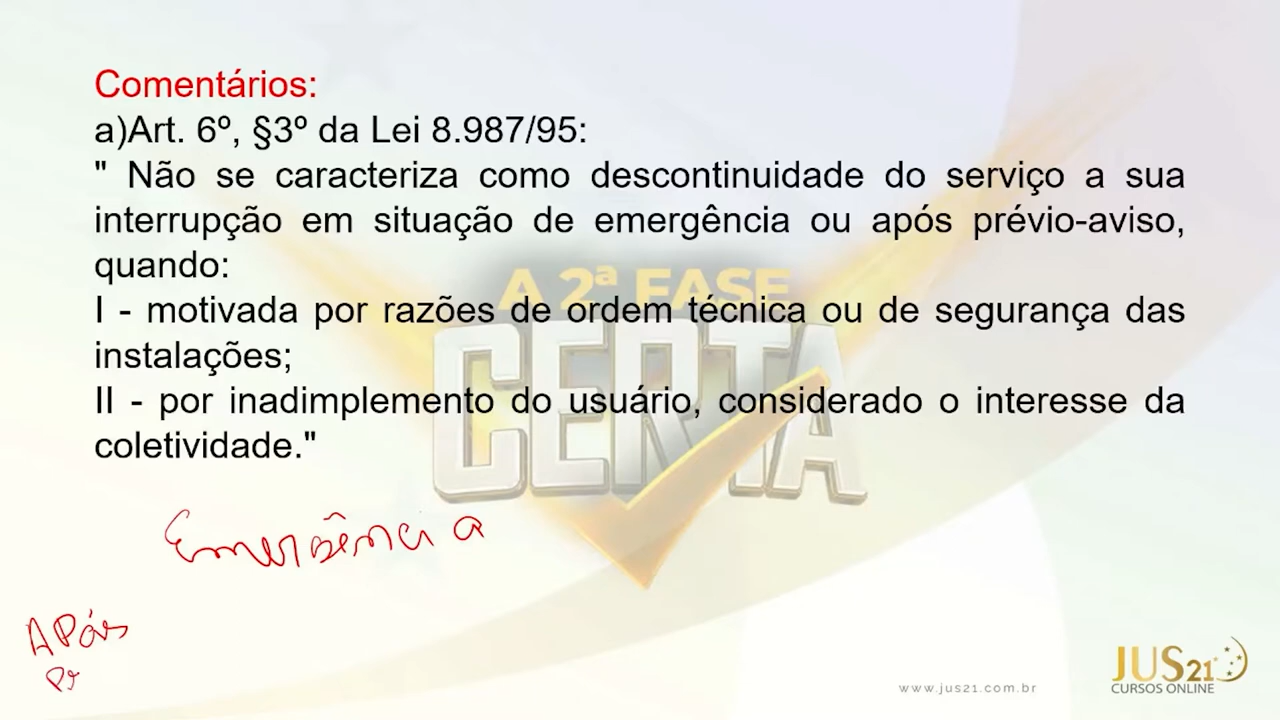 Comentários:
a)Art. 6º, §3º da Lei 8.987/95:
" Não se caracteriza como descontinuidade do serviço a sua
interrupção em situação de emergência ou após prévio-aviso,
quando:
I - motivada por razões de ordem técnica ou de segurança das
instalações;
II - por inadimplemento do usuário, considerado o interesse da
coletividade."
A 2ª FASE
CERTA
Emergência
Após
Pr
JUS21
CURSOS ONLINE
www.jus21.com.br